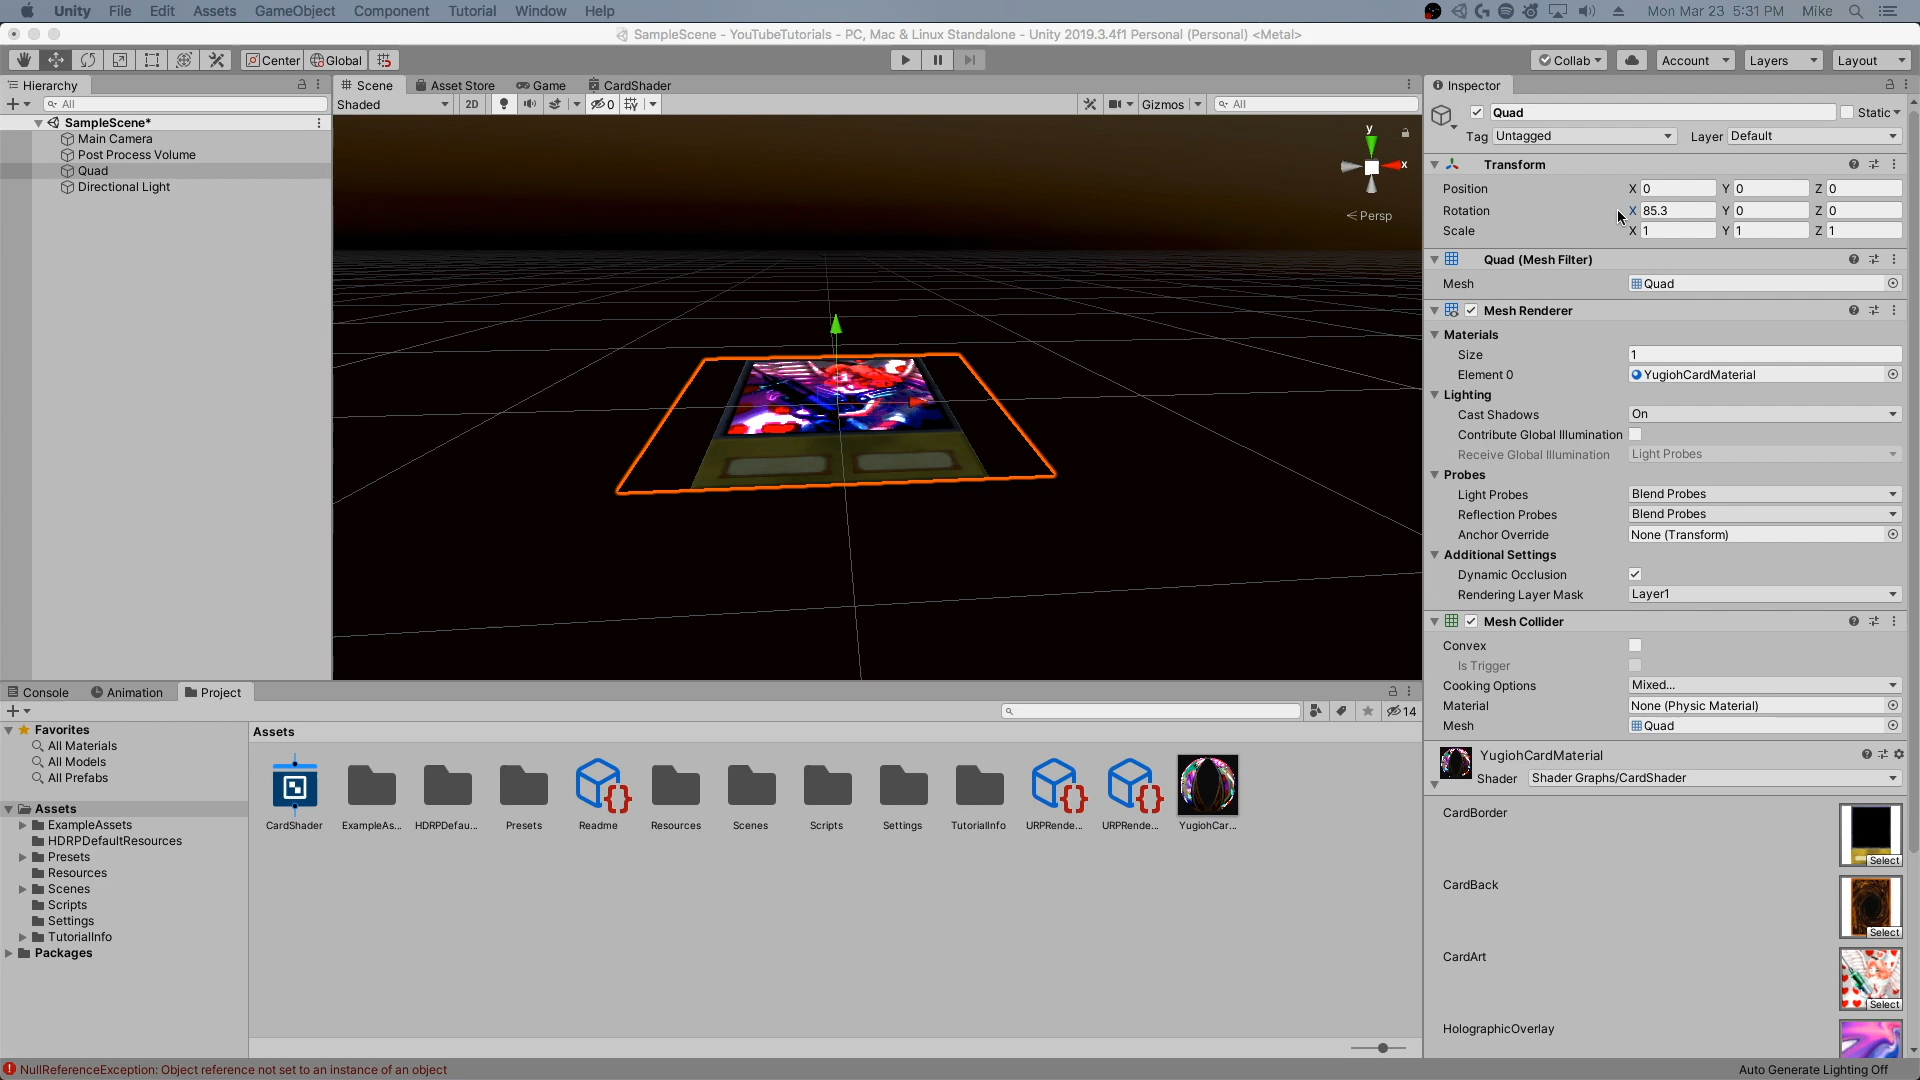 Unity File Edit Assets GameObject Component Tutorial Window Help Mon Mar 23 5:31 PM Mike
SampleScene - YouTubeTutorials - PC, Mac & Linux Standalone - Unity 2019.3.4f1 Personal (Personal) <Metal>
Center Global Collab Account Layers Layout
Hierarchy
All
SampleScene*
Main Camera
Post Process Volume
Quad
Directional Light
Scene Asset Store Game CardShader
Shaded 2D 0 Gizmos All
y
x
Persp
Inspector
Quad Static
Tag Untagged Layer Default
Transform
Position X 0 Y 0 Z 0
Rotation X 85.3 Y 0 Z 0
Scale X 1 Y 1 Z 1
Quad (Mesh Filter)
Mesh Quad
Mesh Renderer
Materials
Size 1
Element 0 YugiohCardMaterial
Lighting
Cast Shadows On
Contribute Global Illumination
Receive Global Illumination Light Probes
Probes
Light Probes Blend Probes
Reflection Probes Blend Probes
Anchor Override None (Transform)
Additional Settings
Dynamic Occlusion
Rendering Layer Mask Layer1
Mesh Collider
Convex
Is Trigger
Cooking Options Mixed...
Material None (Physic Material)
Mesh Quad
YugiohCardMaterial
Shader Shader Graphs/CardShader
CardBorder
Select
CardBack
Select
CardArt
Select
HolographicOverlay
Console Animation Project
14
Favorites
All Materials
All Models
All Prefabs
Assets
ExampleAssets
HDRPDefaultResources
Presets
Resources
Scenes
Scripts
Settings
TutorialInfo
Packages
Assets
CardShader ExampleAs... HDRPDefau... Presets Readme Resources Scenes Scripts Settings TutorialInfo URPRende... URPRende... YugiohCar...
NullReferenceException: Object reference not set to an instance of an object
Auto Generate Lighting Off